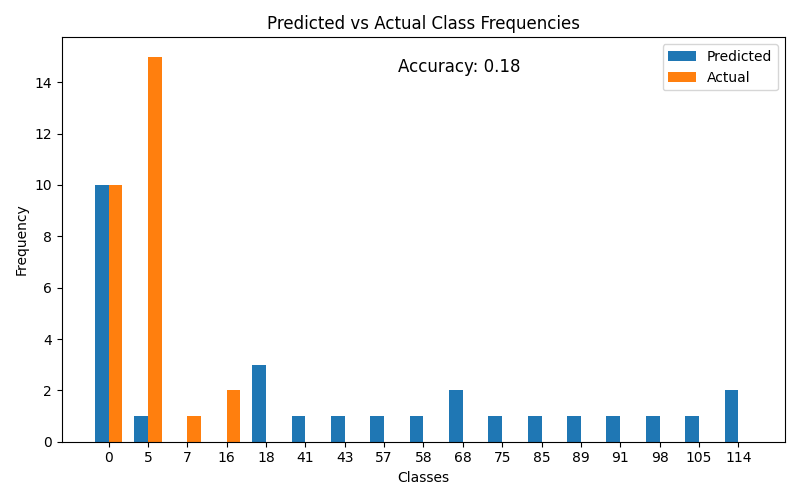 Predicted vs Actual Class Frequencies
Accuracy: 0.18
Predicted
Actual
Frequency
14
12
10
8
6
4
2
0
0 5 7 16 18 41 43 57 58 68 75 85 89 91 98 105 114
Classes